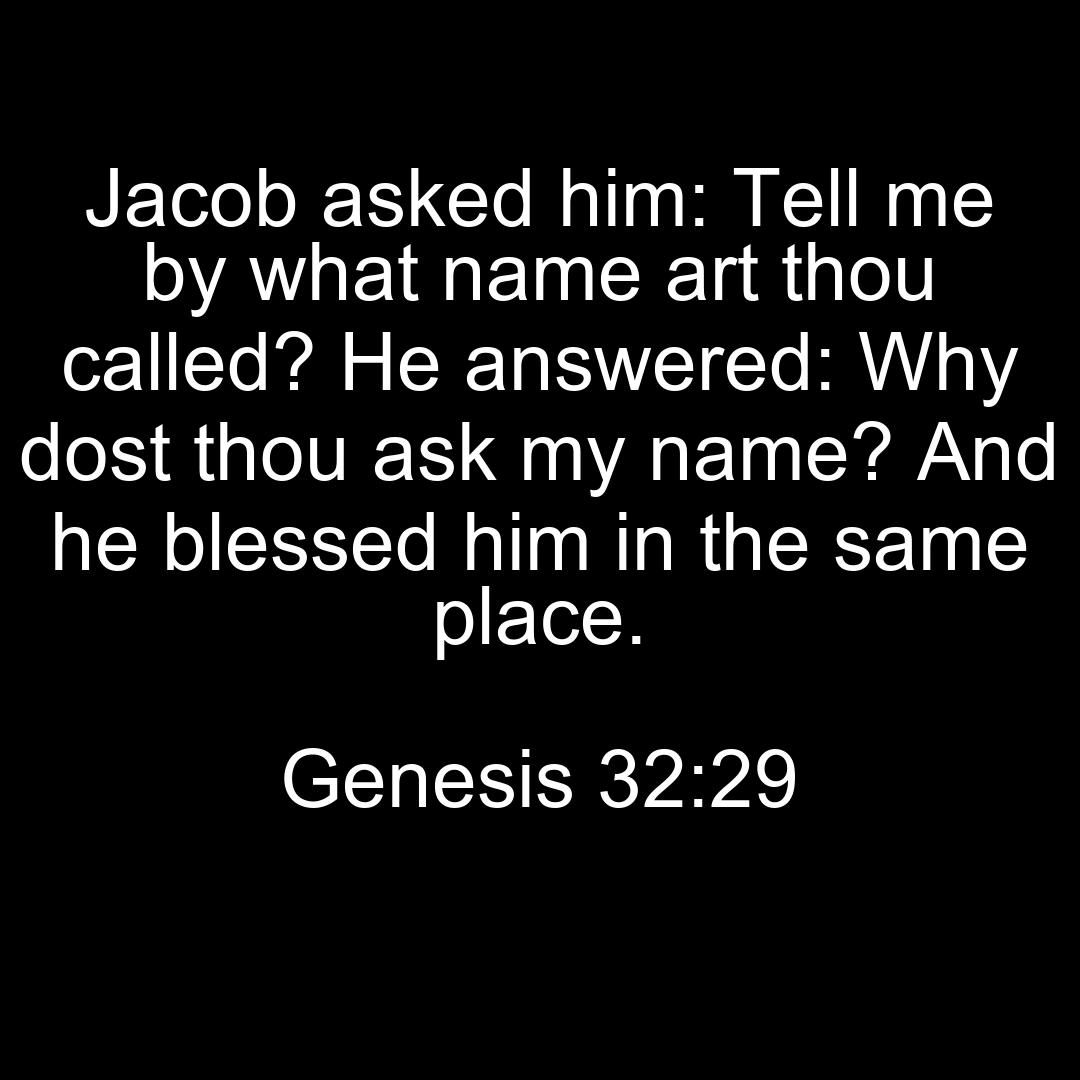 Jacob asked him: Tell me
by what name art thou
called? He answered: Why
dost thou ask my name? And
he blessed him in the same
place.
Genesis 32:29